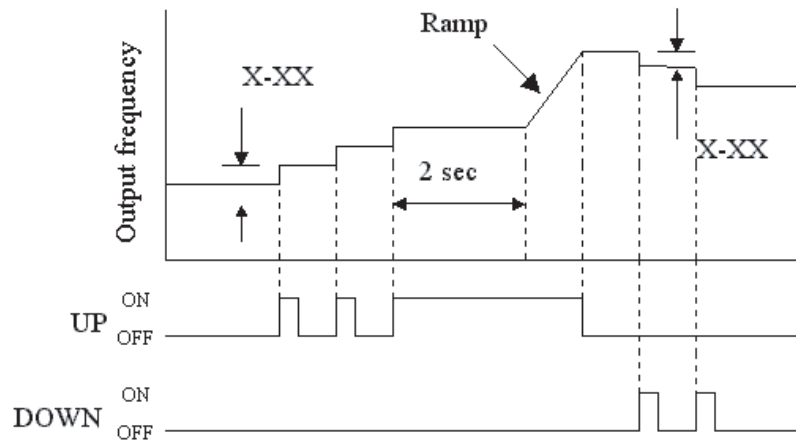 Ramp
X-XX
Output frequency
X-XX
2 sec
ON
UP
OFF
ON
DOWN
OFF